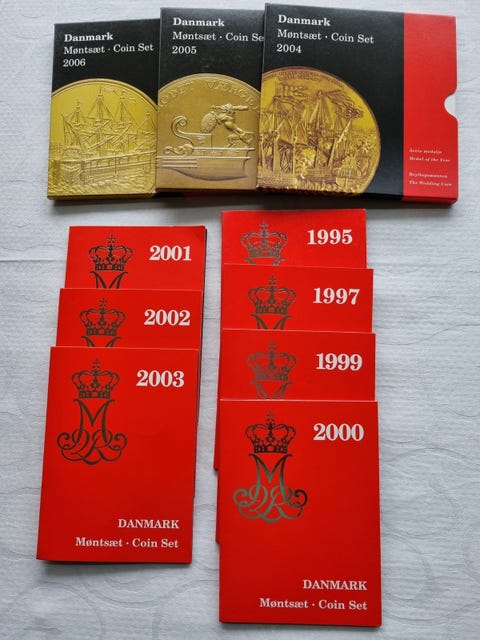 Danmark
Møntsæt · Coin Set
2006
Danmark
Møntsæt · Coin Set
2005
Danmark
Møntsæt · Coin Set
2004
Årets medalje
Medal of the Year
Bryllupsmønten
The Wedding Coin
2001
2002
2003
DANMARK
Møntsæt · Coin Set
1995
1997
1999
2000
DANMARK
Møntsæt · Coin Set